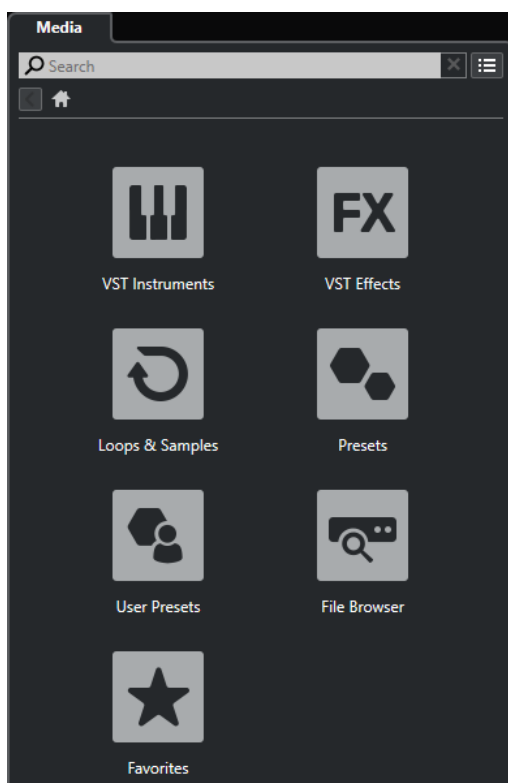 Media
Search
VST Instruments
FX
VST Effects
Loops & Samples
Presets
User Presets
File Browser
Favorites